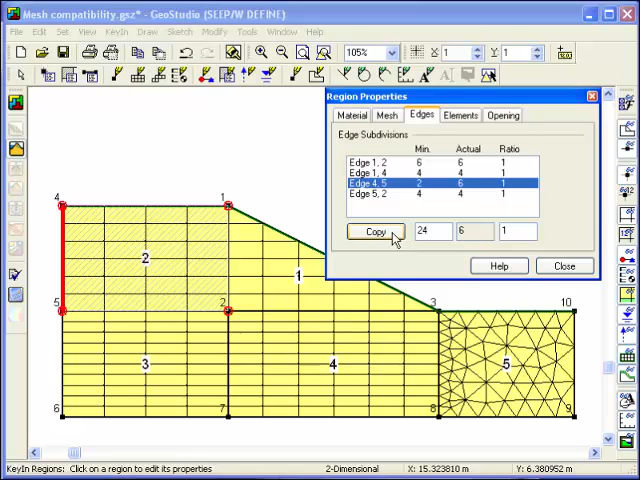 Mesh compatibility.gsz* - GeoStudio (SEEP/W DEFINE)
File Edit Set View KeyIn Draw Sketch Modify Tools Window Help
105% X: 1 Y: 1
Region Properties
Material Mesh Edges Elements Opening
Edge Subdivisions
Min. Actual Ratio
Edge 1, 2 6 6 1
Edge 1, 4 4 4 1
Edge 4, 5 2 6 1
Edge 5, 2 4 4 1
Copy 24 6 1
Help Close
4 1
2
1
5 2 3 10
3 4 5
6 7 8 9
KeyIn Regions: Click on a region to edit its properties 2-Dimensional X: 15.323810 m Y: 6.380952 m